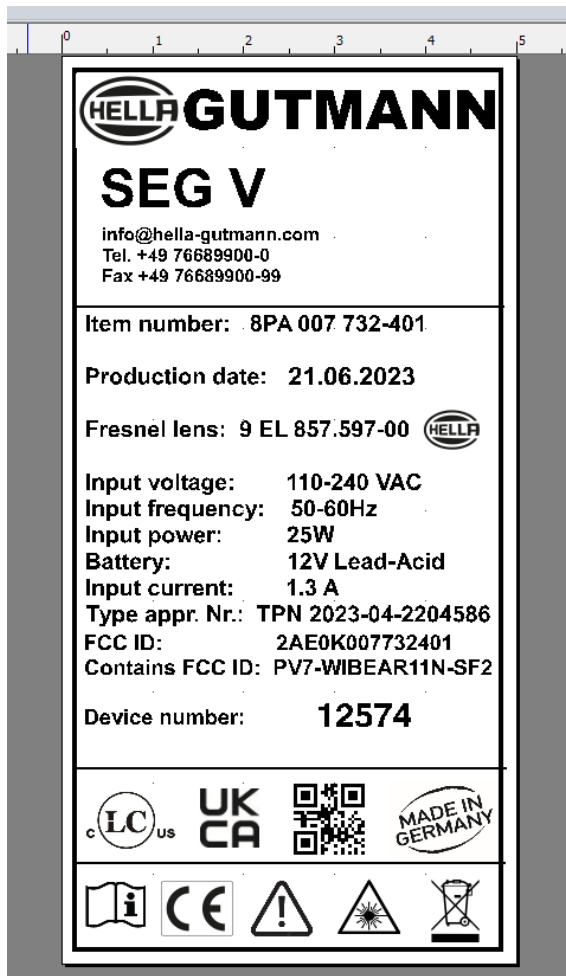 0 1 2 3 4 5
HELLA GUTMANN
SEG V
info@hella-gutmann.com
Tel. +49 76689900-0
Fax +49 76689900-99
Item number: 8PA 007 732-401
Production date: 21.06.2023
Fresnel lens: 9 EL 857.597-00 HELLA
Input voltage: 110-240 VAC
Input frequency: 50-60Hz
Input power: 25W
Battery: 12V Lead-Acid
Input current: 1.3 A
Type appr. Nr.: TPN 2023-04-2204586
FCC ID: 2AE0K007732401
Contains FCC ID: PV7-WIBEAR11N-SF2
Device number: 12574
c LC us
UK
CA
MADE IN
GERMANY
i CE !